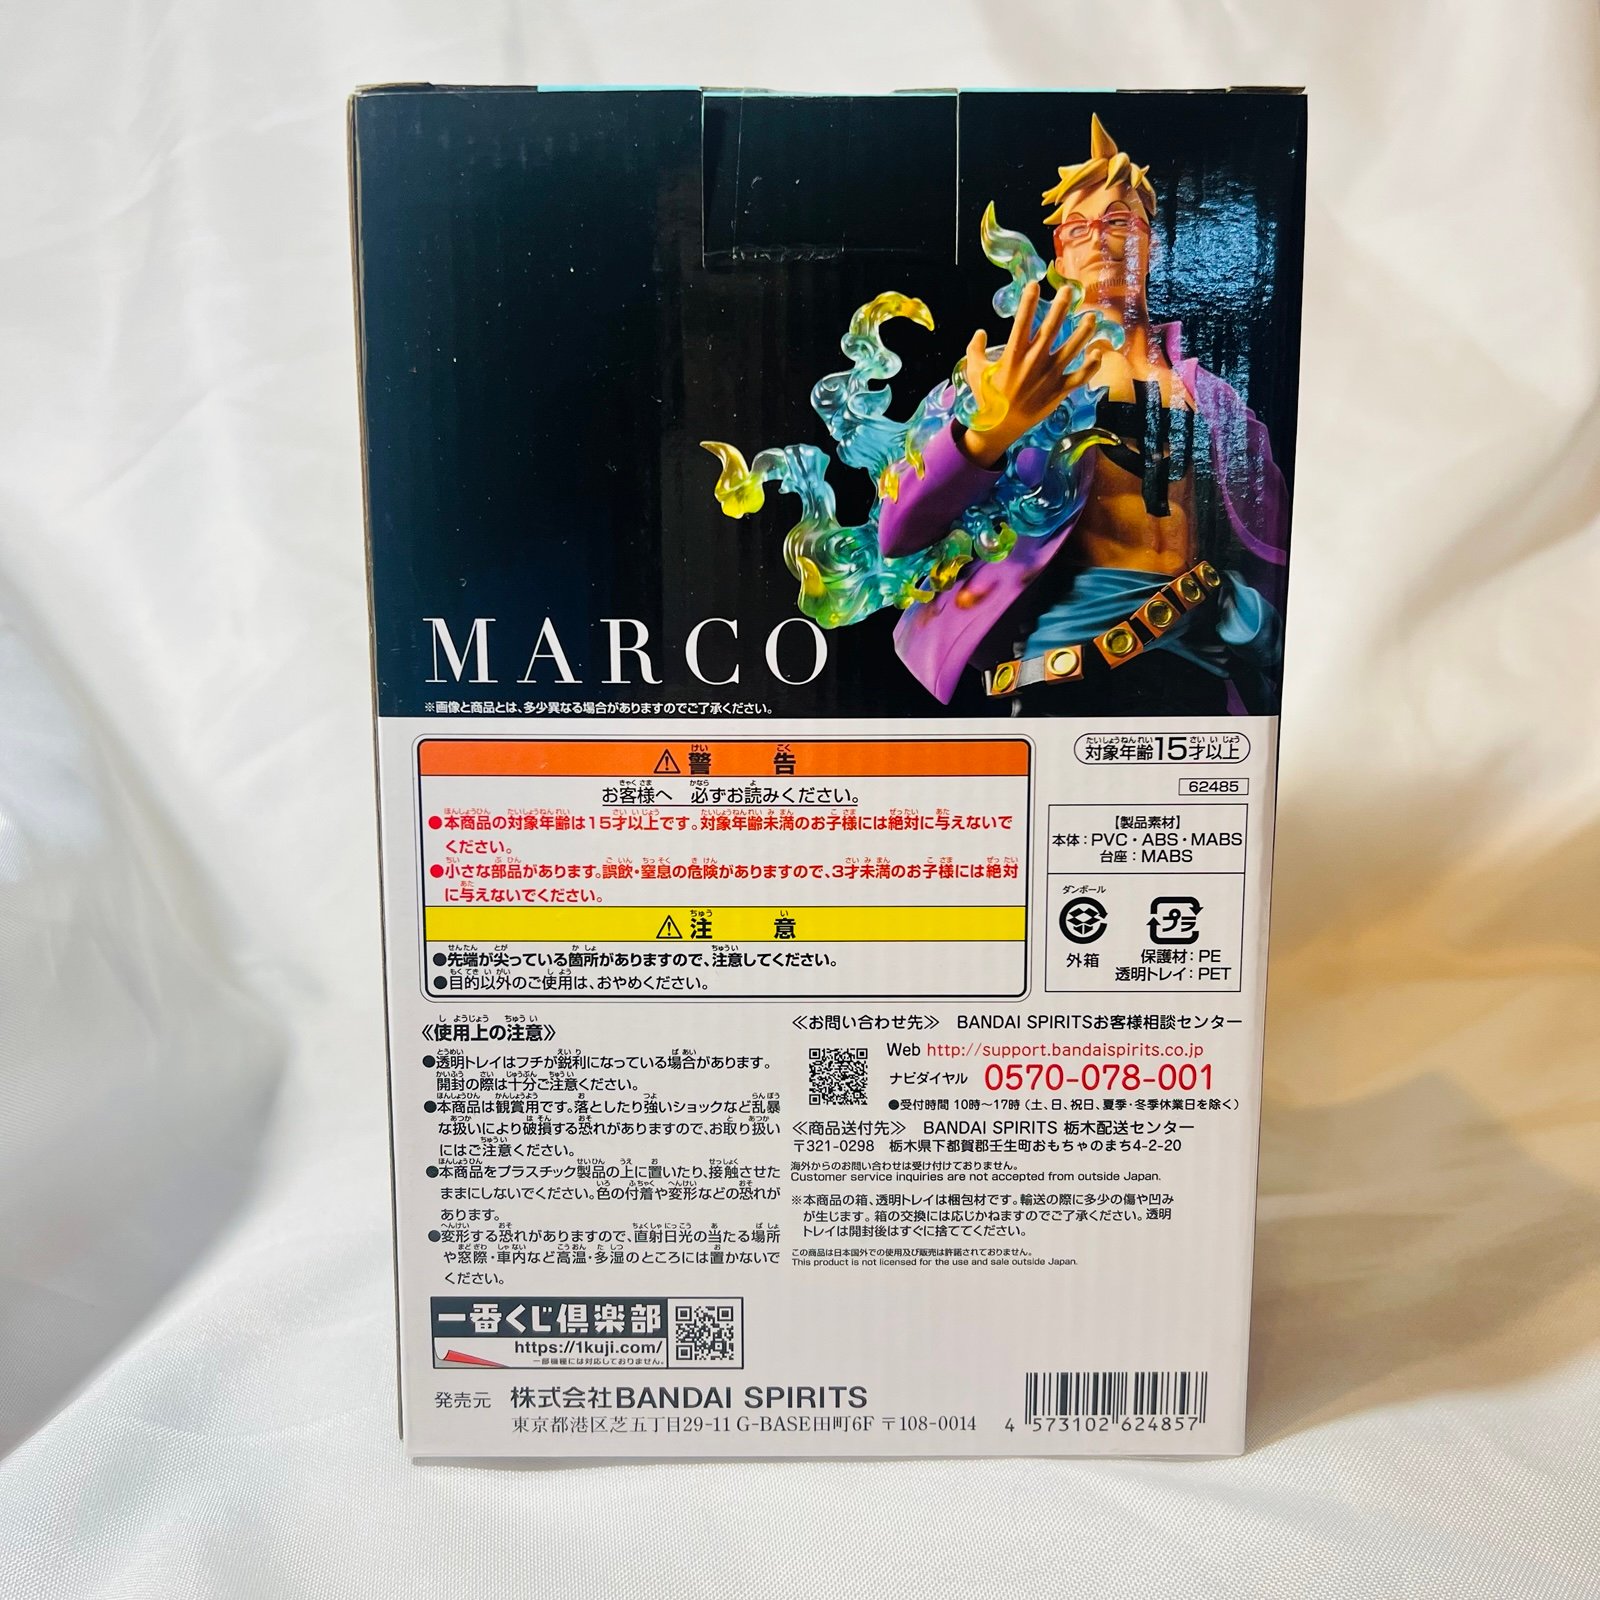 MARCO
※画像と商品とは、多少異なる場合がありますのでご了承ください。
⚠警告
お客様へ 必ずお読みください。
●本商品の対象年齢は15才以上です。対象年齢未満のお子様には絶対に与えないで
ください。
●小さな部品があります。誤飲・窒息の危険がありますので、3才未満のお子様には絶対
に与えないでください。
⚠注意
●先端が尖っている箇所がありますので、注意してください。
●目的以外のご使用は、おやめください。
対象年齢15才以上
62485
【製品素材】
本体：PVC・ABS・MABS
台座：MABS
ダンボール
外箱
プラ
保護材：PE
透明トレイ：PET
《使用上の注意》
●透明トレイはフチが鋭利になっている場合があります。
開封の際は十分ご注意ください。
●本商品は観賞用です。落としたり強いショックなど乱暴
な扱いにより破損する恐れがありますので、お取り扱い
にはご注意ください。
●本商品をプラスチック製品の上に置いたり、接触させた
ままにしないでください。色の付着や変形などの恐れが
あります。
●変形する恐れがありますので、直射日光の当たる場所
や窓際・車内など高温・多湿のところには置かないで
ください。
≪お問い合わせ先≫ BANDAI SPIRITSお客様相談センター
Web http://support.bandaispirits.co.jp
ナビダイヤル 0570-078-001
●受付時間 10時～17時（土、日、祝日、夏季・冬季休業日を除く）
≪商品送付先≫ BANDAI SPIRITS 栃木配送センター
〒321-0298 栃木県下都賀郡壬生町おもちゃのまち4-2-20
海外からのお問い合わせは受け付けておりません。
Customer service inquiries are not accepted from outside Japan.
※本商品の箱、透明トレイは梱包材です。輸送の際に多少の傷や凹み
が生じます。箱の交換には応じかねますのでご了承ください。透明
トレイは開封後はすぐに捨ててください。
この商品は日本国外での使用及び販売は許諾されておりません。
This product is not licensed for the use and sale outside Japan.
一番くじ倶楽部
https://1kuji.com/
一部機種には対応しておりません。
発売元 株式会社BANDAI SPIRITS
東京都港区芝五丁目29-11 G-BASE田町6F 〒108-0014
4 573102 624857